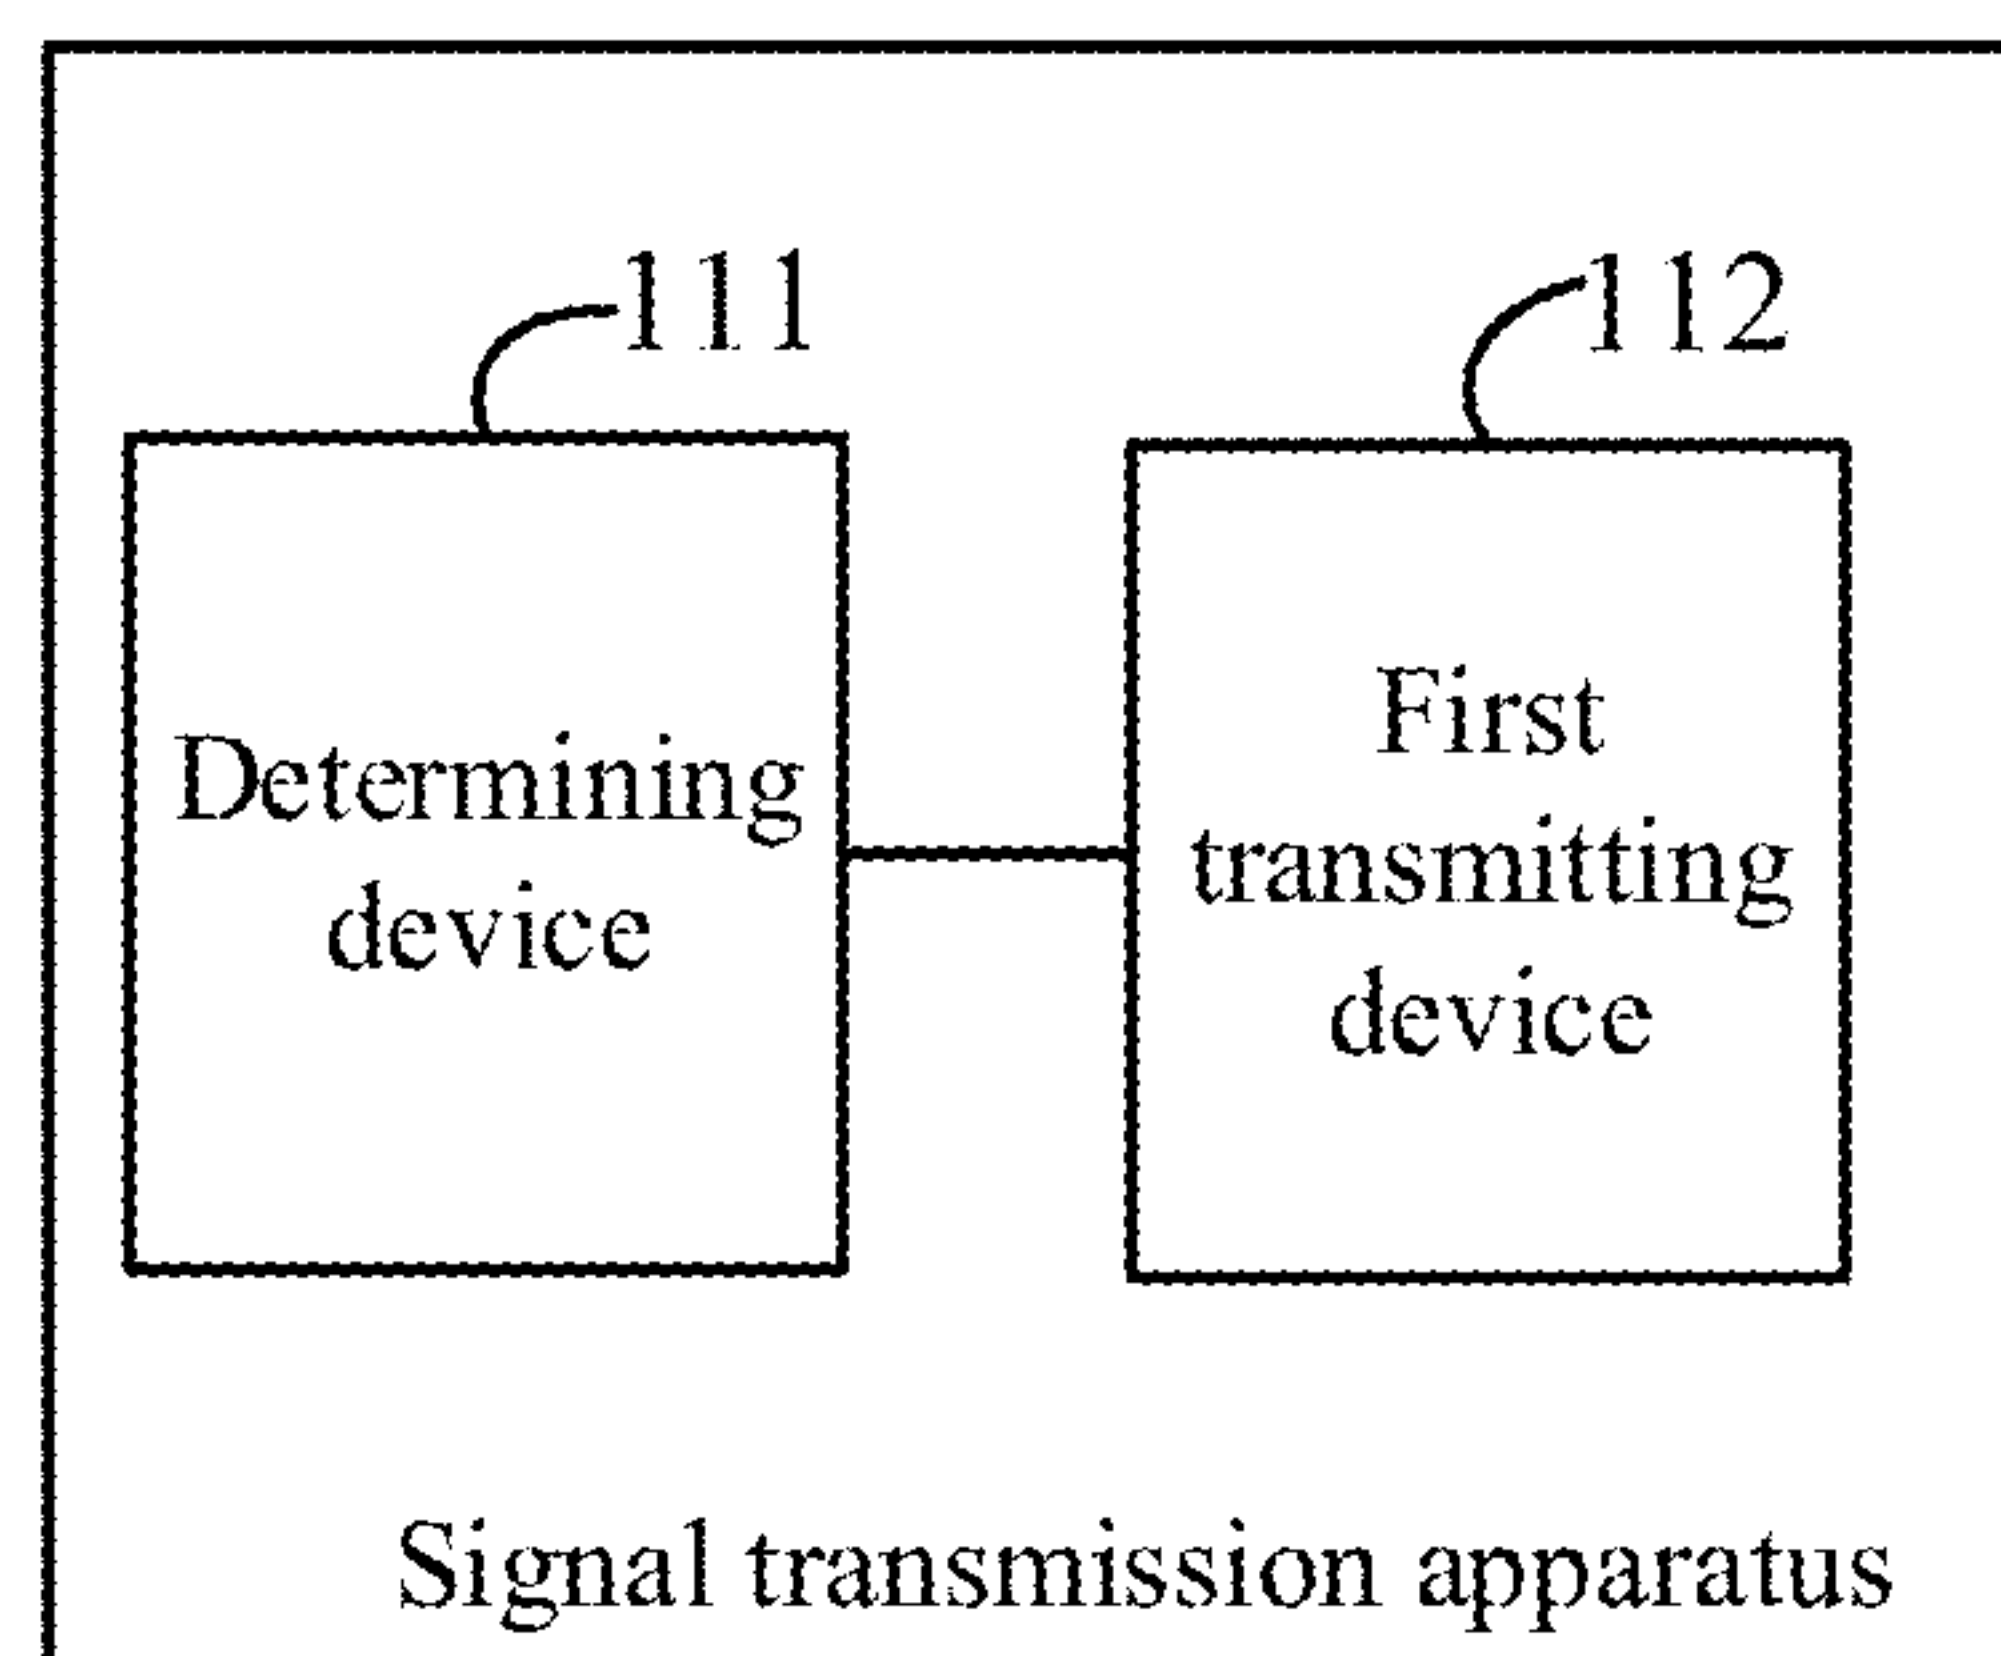 111
112
Determining
device
First
transmitting
device
Signal transmission apparatus